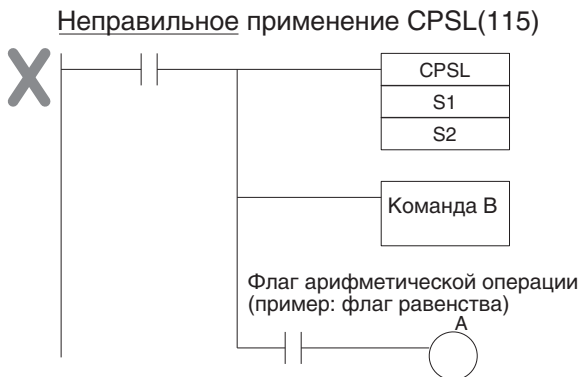 Неправильное применение CPSL(115)
CPSL
S1
S2
Команда B
Флаг арифметической операции
(пример: флаг равенства)
A